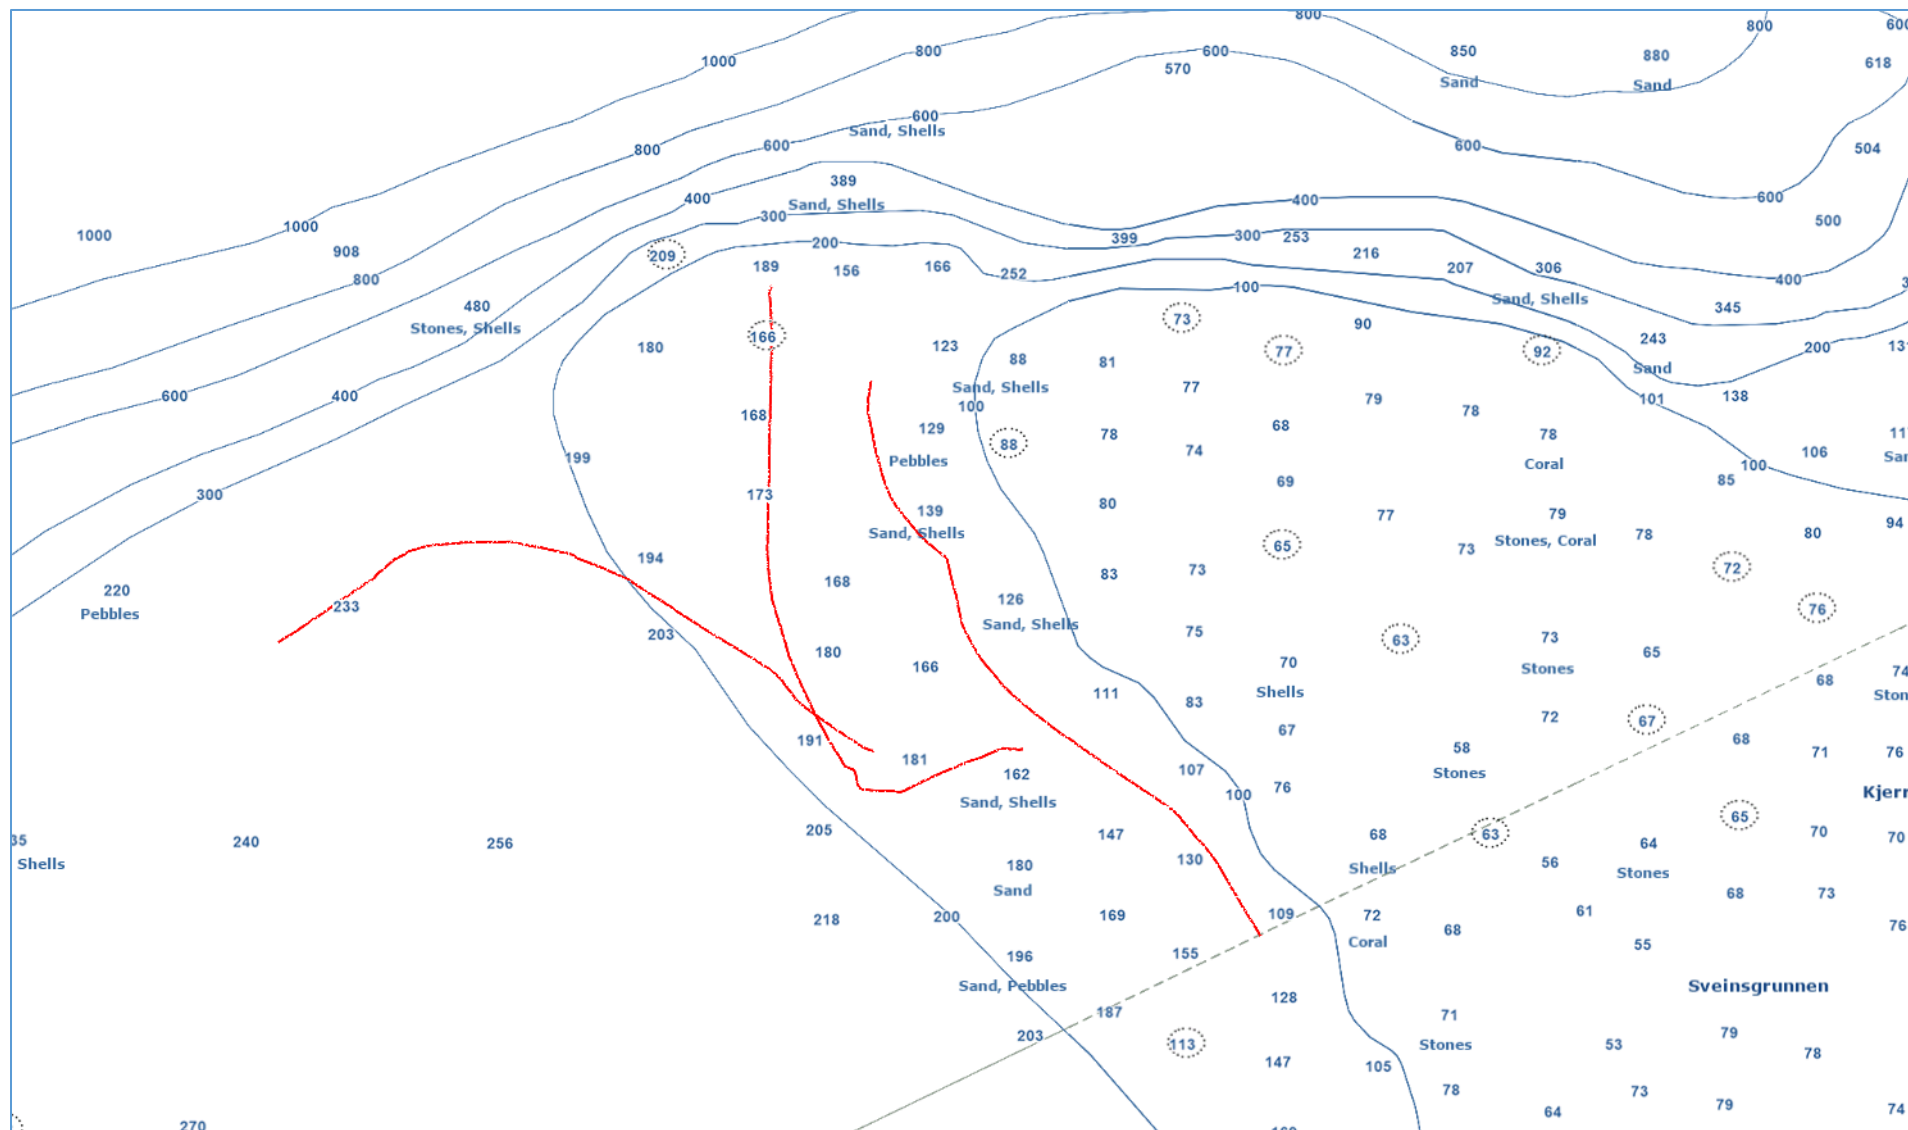 800 600
800
1000 800 600 850 880 618
570 Sand Sand
600
Sand, Shells
800 600 600 504
389
400 Sand, Shells 400 600
300 500
1000 1000 399 300 253
908 209 200 216
189 156 166 252 207 306
800 100 400
480 Sand, Shells 345
Stones, Shells 73 90
180 166 123 88 81 77 92 243 200
Sand, Shells 77 Sand
600 400 100 79 78 101 138
168 129 88 78 68 78
199 Pebbles 74 Coral 106
100
300 173 139 80 69 77 79 85
Sand, Shells Stones, Coral 78 80 94
194 168 83 65 73
73 72
220 233 126 76
Pebbles Sand, Shells
203 75 63 73 65
180 166 70 Stones 68
111 Shells
83 67 72 67
191 181 162 107 58 68 71 76
Sand, Shells 76 Stones
100 Kjerr
205 147 68 63 65 70 70
240 256 180 130 Shells 56 64
Shells Sand Stones
218 200 169 109 72 68 61 68 73
196 155 Coral 55 76
Sand, Pebbles Sveinsgrunnen
187 128 71 79
203 113 Stones 53 78
147 105
78 73
64 79 74
270